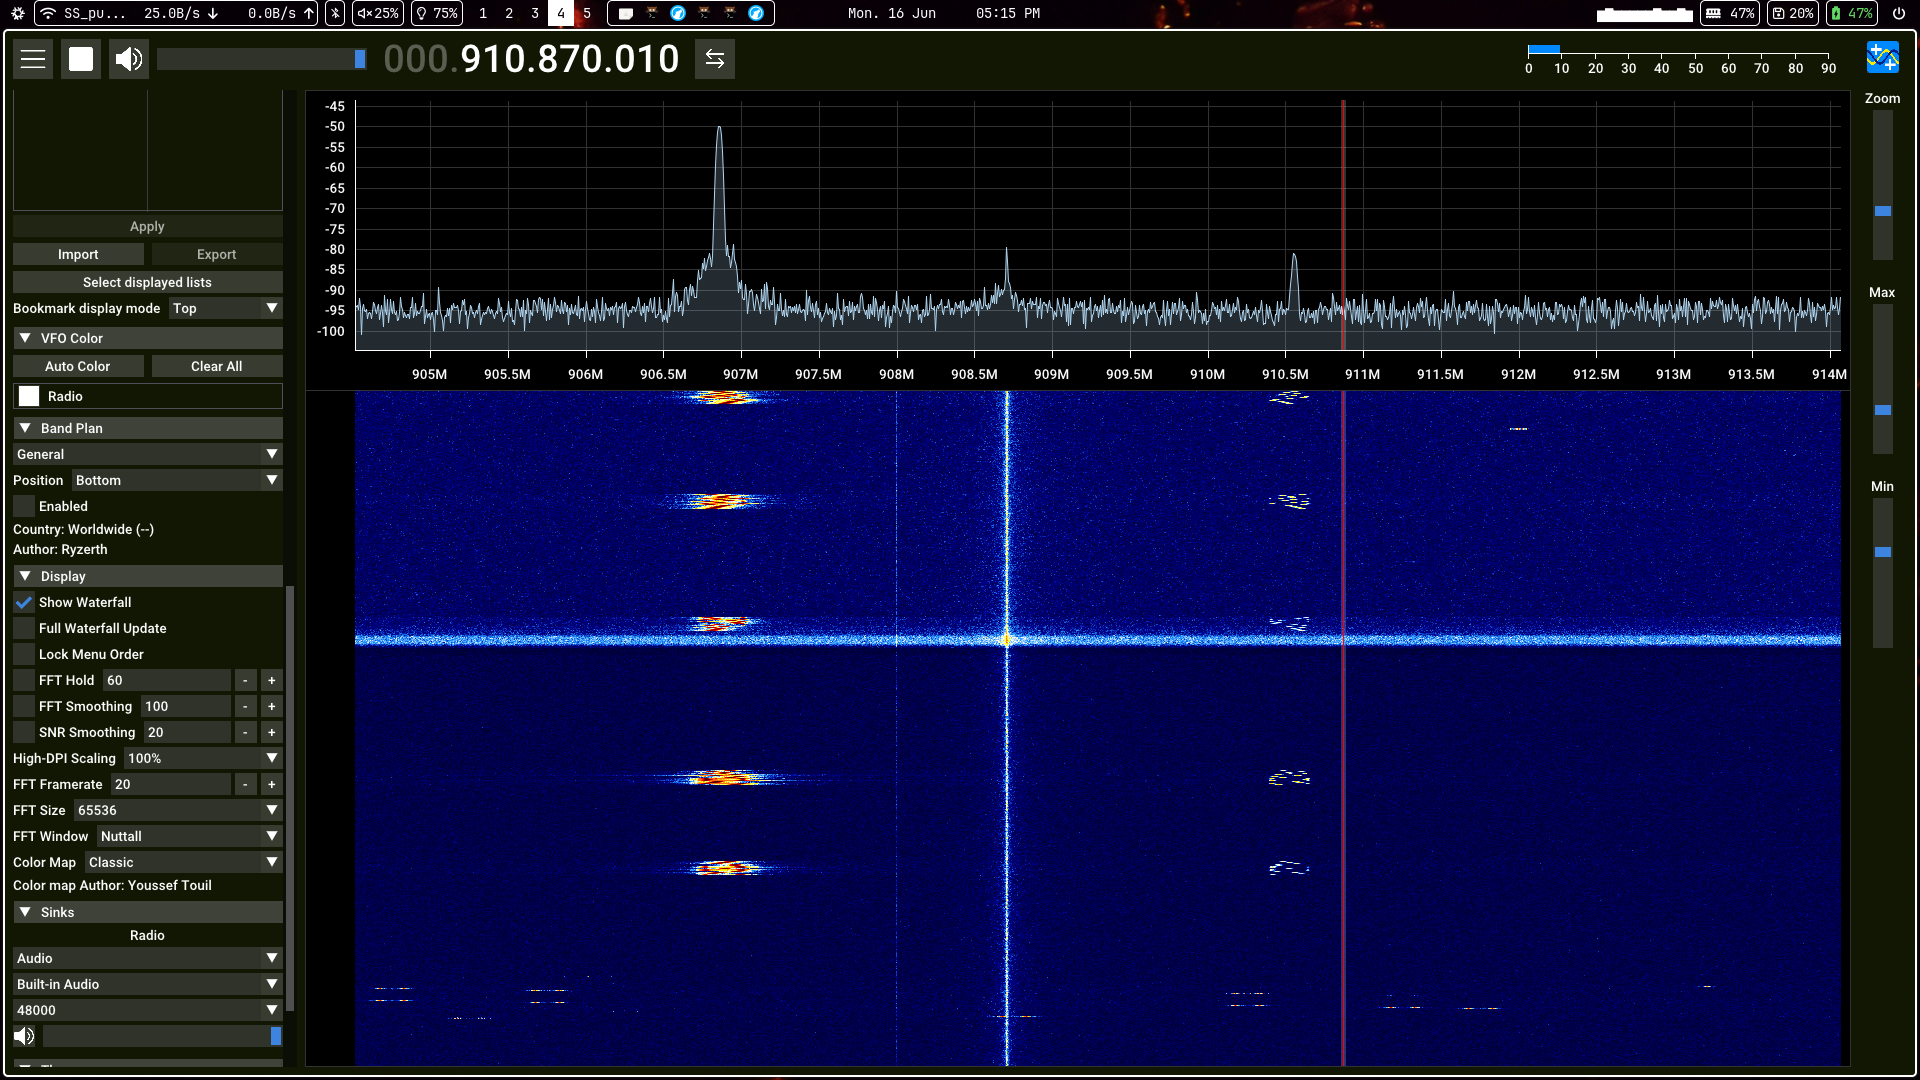 SS_pu... 25.0B/s 0.0B/s 25% 75% 1 2 3 4 5 Mon. 16 Jun 05:15 PM 47% 20% 47%
000.910.870.010
0 10 20 30 40 50 60 70 80 90
Zoom
Max
Min
Apply
Import Export
Select displayed lists
Bookmark display mode Top
VFO Color
Auto Color Clear All
Radio
Band Plan
General
Position Bottom
Enabled
Country: Worldwide (--)
Author: Ryzerth
Display
Show Waterfall
Full Waterfall Update
Lock Menu Order
FFT Hold 60 - +
FFT Smoothing 100 - +
SNR Smoothing 20 - +
High-DPI Scaling 100%
FFT Framerate 20 - +
FFT Size 65536
FFT Window Nuttall
Color Map Classic
Color map Author: Youssef Touil
Sinks
Radio
Audio
Built-in Audio
48000
-45
-50
-55
-60
-65
-70
-75
-80
-85
-90
-95
-100
905M 905.5M 906M 906.5M 907M 907.5M 908M 908.5M 909M 909.5M 910M 910.5M 911M 911.5M 912M 912.5M 913M 913.5M 914M